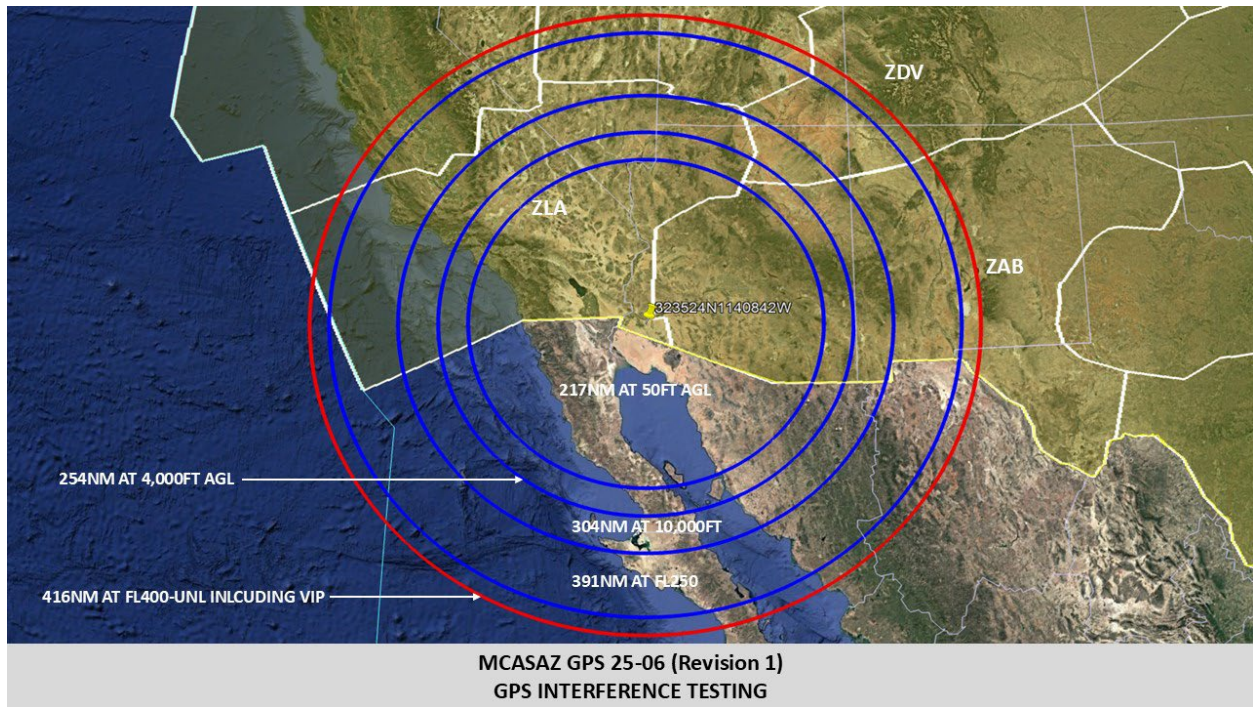 ZDV
ZLA
ZAB
323524N1140842W
217NM AT 50FT AGL
254NM AT 4,000FT AGL
304NM AT 10,000FT
391NM AT FL250
416NM AT FL400-UNL INLCUDING VIP
MCASAZ GPS 25-06 (Revision 1)
GPS INTERFERENCE TESTING